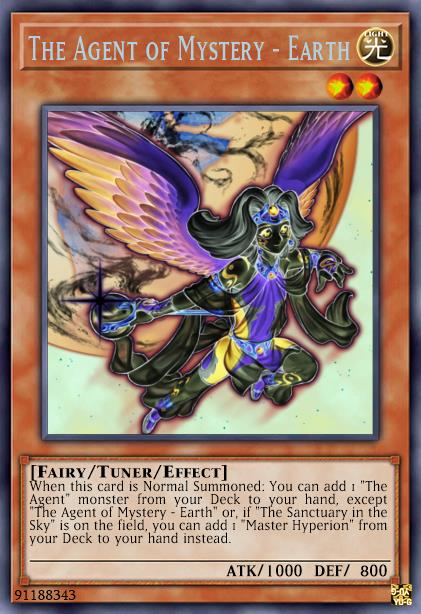 The Agent of Mystery - Earth
LIGHT
光
[Fairy/Tuner/Effect]
When this card is Normal Summoned: You can add 1 "The
Agent" monster from your Deck to your hand, except
"The Agent of Mystery - Earth" or, if "The Sanctuary in the
Sky" is on the field, you can add 1 "Master Hyperion" from
your Deck to your hand instead.
ATK/1000 DEF/ 800
91188343